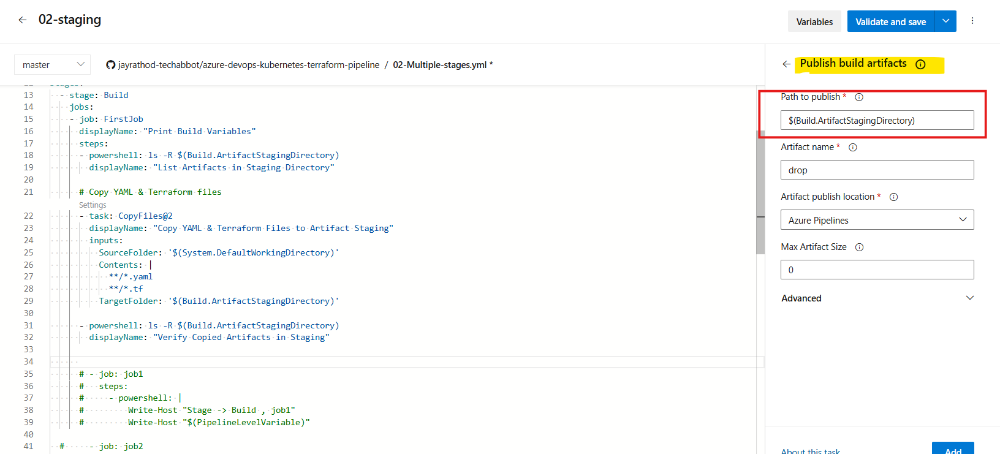 02-staging
Variables
Validate and save
master
jayrathod-techabbot/azure-devops-kubernetes-terraform-pipeline / 02-Multiple-stages.yml *
13 - stage: Build
14 jobs:
15 - job: FirstJob
16 displayName: "Print Build Variables"
17 steps:
18 - powershell: ls -R $(Build.ArtifactStagingDirectory)
19 displayName: "List Artifacts in Staging Directory"
20
21 # Copy YAML & Terraform files
Settings
22 - task: CopyFiles@2
23 displayName: "Copy YAML & Terraform Files to Artifact Staging"
24 inputs:
25 SourceFolder: '$(System.DefaultWorkingDirectory)'
26 Contents: |
27 **/*.yaml
28 **/*.tf
29 TargetFolder: '$(Build.ArtifactStagingDirectory)'
30
31 - powershell: ls -R $(Build.ArtifactStagingDirectory)
32 displayName: "Verify Copied Artifacts in Staging"
33
34
35 # - job: job1
36 # steps:
37 # - powershell: |
38 # Write-Host "Stage -> Build , job1"
39 # Write-Host "$(PipelineLevelVariable)"
40
41 # - job: job2
Publish build artifacts
Path to publish *
$(Build.ArtifactStagingDirectory)
Artifact name *
drop
Artifact publish location *
Azure Pipelines
Max Artifact Size
0
Advanced
About this task
Add